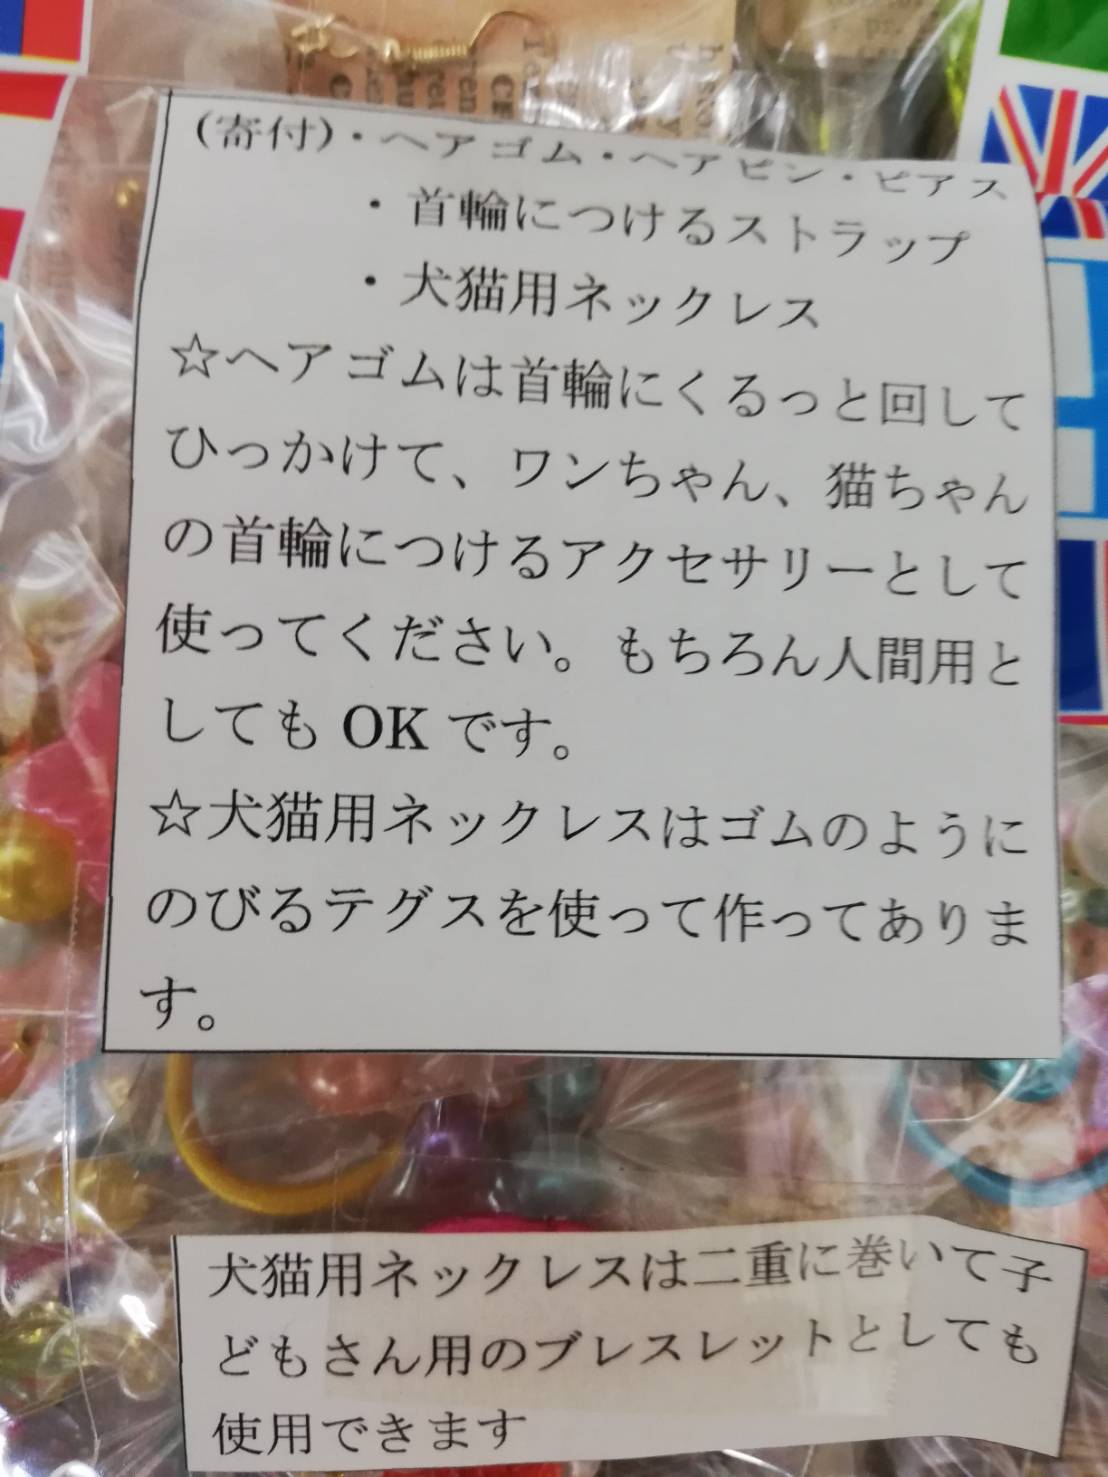 (寄付)・ヘアゴム・ヘアピン・ピアス
・首輪につけるストラップ
・犬猫用ネックレス
☆ヘアゴムは首輪にくるっと回して
ひっかけて、ワンちゃん、猫ちゃん
の首輪につけるアクセサリーとして
使ってください。もちろん人間用と
してもOKです。
☆犬猫用ネックレスはゴムのように
のびるテグスを使って作ってありま
す。
犬猫用ネックレスは二重に巻いて子
どもさん用のブレスレットとしても
使用できます